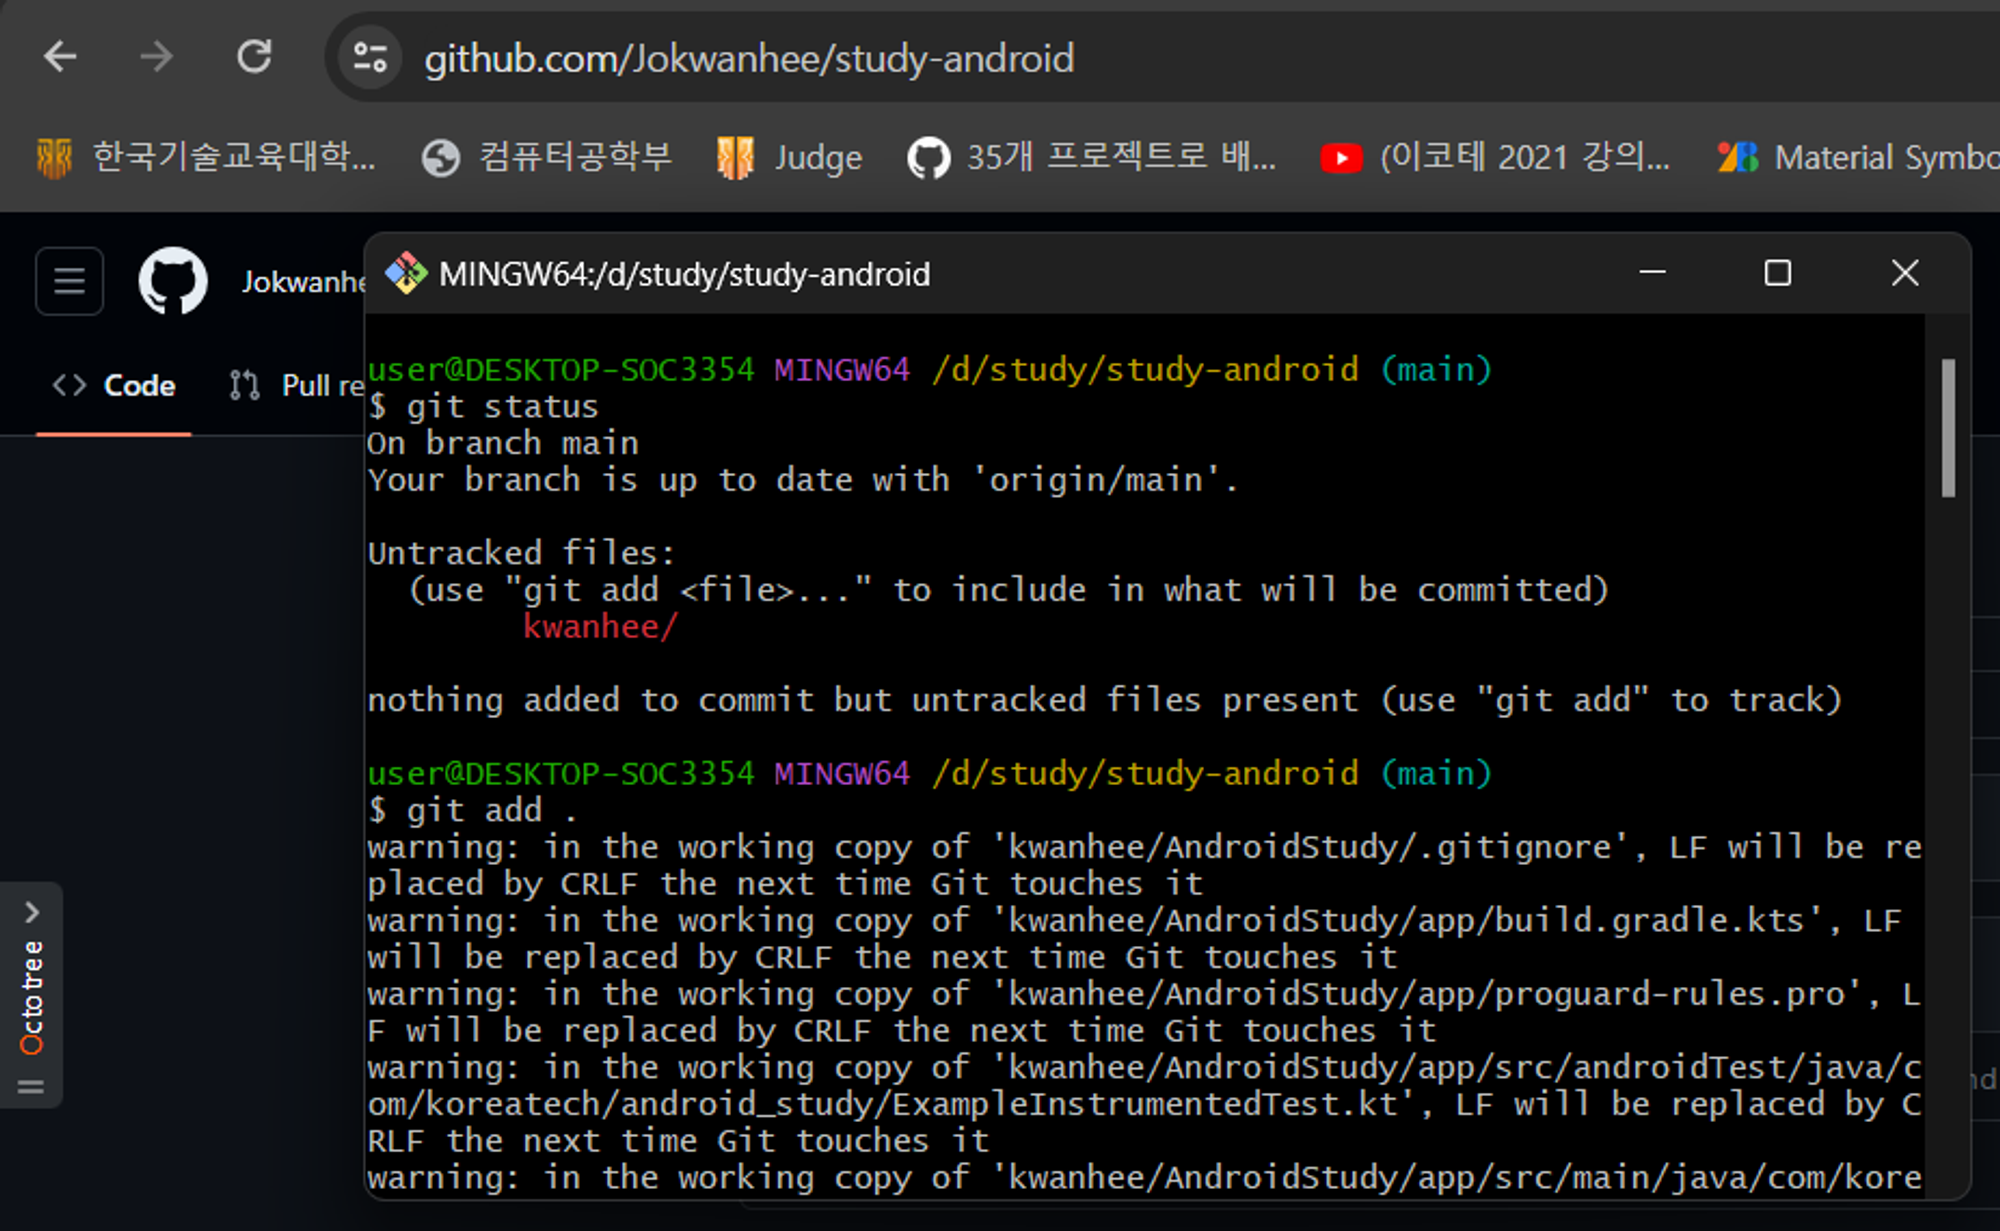 github.com/Jokwanhee/study-android
한국기술교육대학... 컴퓨터공학부 Judge 35개 프로젝트로 배... (이코테 2021 강의... Material Symbo
Jokwanhe
MINGW64:/d/study/study-android
Code Pull re
user@DESKTOP-SOC3354 MINGW64 /d/study/study-android (main)
$ git status
On branch main
Your branch is up to date with 'origin/main'.
Untracked files:
(use "git add <file>..." to include in what will be committed)
kwanhee/
nothing added to commit but untracked files present (use "git add" to track)
user@DESKTOP-SOC3354 MINGW64 /d/study/study-android (main)
$ git add .
warning: in the working copy of 'kwanhee/AndroidStudy/.gitignore', LF will be re
placed by CRLF the next time Git touches it
warning: in the working copy of 'kwanhee/AndroidStudy/app/build.gradle.kts', LF
will be replaced by CRLF the next time Git touches it
warning: in the working copy of 'kwanhee/AndroidStudy/app/proguard-rules.pro', L
F will be replaced by CRLF the next time Git touches it
warning: in the working copy of 'kwanhee/AndroidStudy/app/src/androidTest/java/c
om/koreatech/android_study/ExampleInstrumentedTest.kt', LF will be replaced by C
RLF the next time Git touches it
warning: in the working copy of 'kwanhee/AndroidStudy/app/src/main/java/com/kore
Octotree